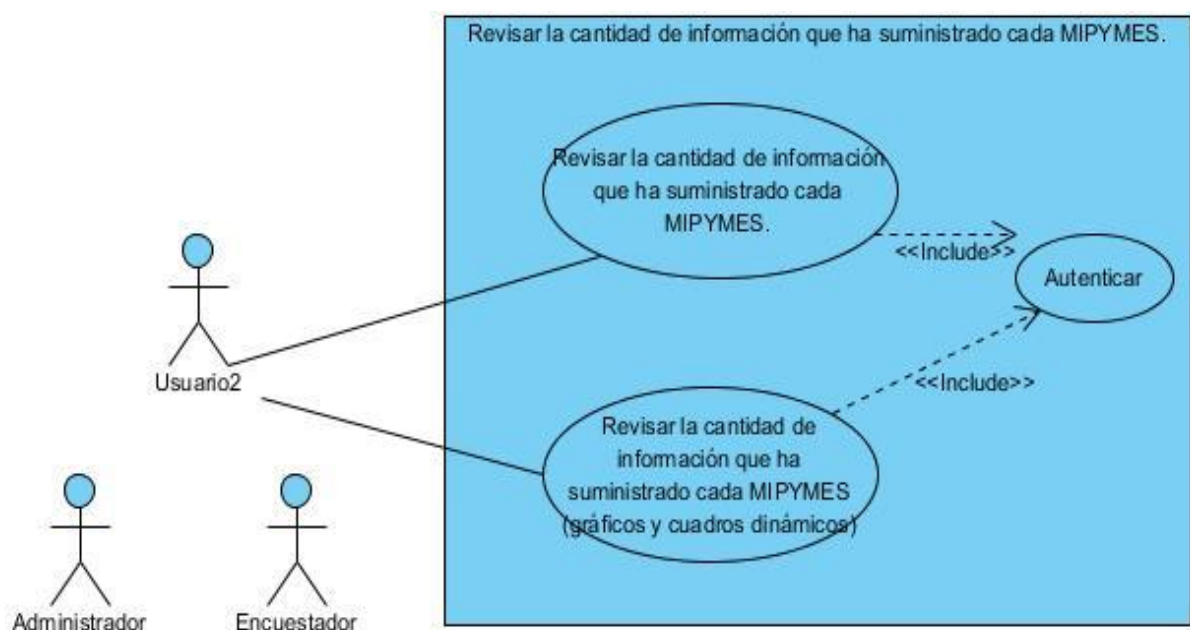 Revisar la cantidad de información que ha suministrado cada MIPYMES.
Revisar la cantidad de información
que ha suministrado cada
MIPYMES.
<<Include>>
Autenticar
Usuario2
<<Include>>
Revisar la cantidad de
información que ha
suministrado cada MIPYMES
(gráficos y cuadros dinámicos)
Administrador
Encuestador